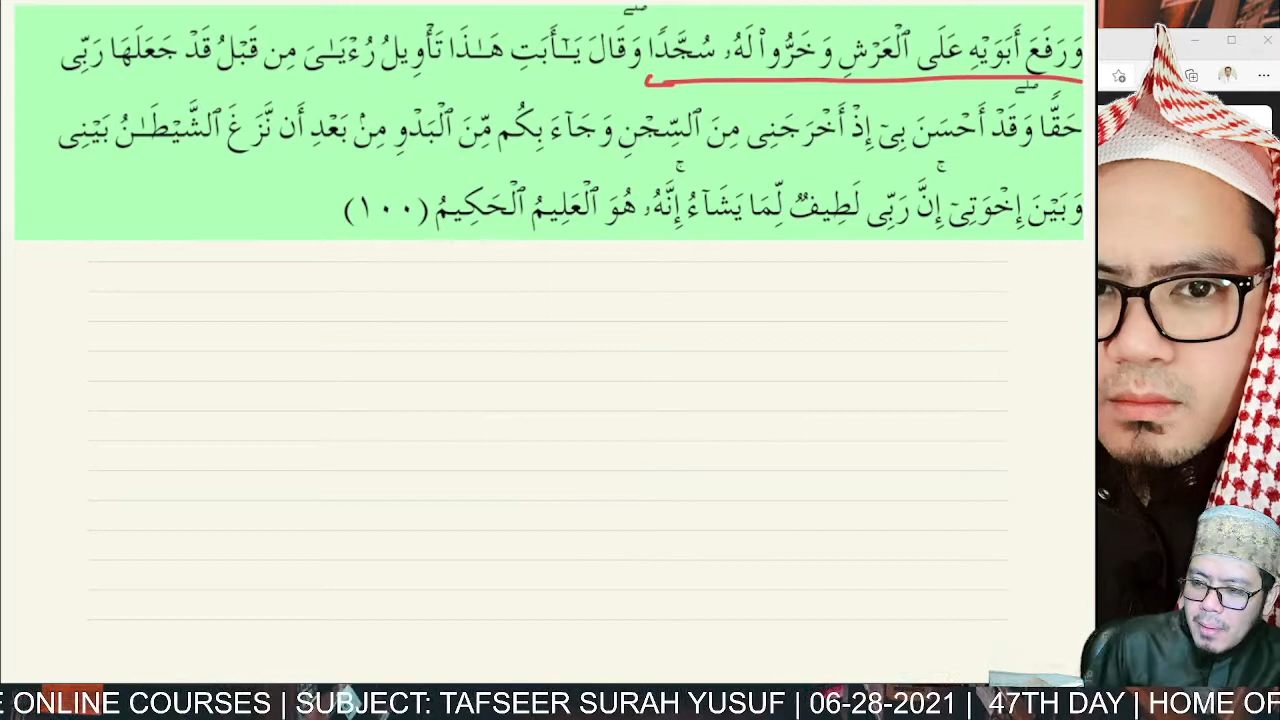 وَرَفَعَ أَبَوَيْهِ عَلَى ٱلْعَرْشِ وَخَرُّوا۟ لَهُۥ سُجَّدًاۖ وَقَالَ يَـٰٓأَبَتِ هَـٰذَا تَأْوِيلُ رُءْيَـٰىَ مِن قَبْلُ قَدْ جَعَلَهَا رَبِّى
حَقًّاۖ وَقَدْ أَحْسَنَ بِىٓ إِذْ أَخْرَجَنِى مِنَ ٱلسِّجْنِ وَجَآءَ بِكُم مِّنَ ٱلْبَدْوِ مِنۢ بَعْدِ أَن نَّزَغَ ٱلشَّيْطَـٰنُ بَيْنِى
وَبَيْنَ إِخْوَتِىٓۚ إِنَّ رَبِّى لَطِيفٌ لِّمَا يَشَآءُۚ إِنَّهُۥ هُوَ ٱلْعَلِيمُ ٱلْحَكِيمُ (١٠٠)
E ONLINE COURSES | SUBJECT: TAFSEER SURAH YUSUF | 06-28-2021 | 47TH DAY | HOME OF